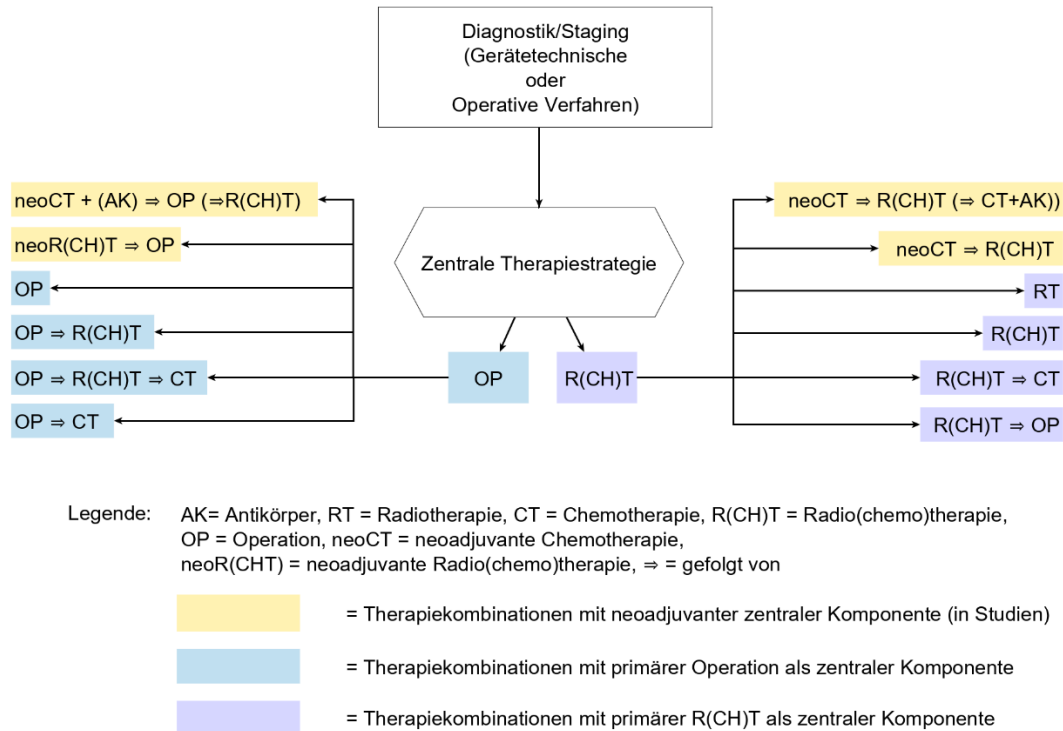 Diagnostik/Staging
(Gerätetechnische
oder
Operative Verfahren)
neoCT + (AK) ⇒ OP (⇒R(CH)T)
neoR(CH)T ⇒ OP
OP
OP ⇒ R(CH)T
OP ⇒ R(CH)T ⇒ CT
OP ⇒ CT
Zentrale Therapiestrategie
OP
R(CH)T
neoCT ⇒ R(CH)T (⇒ CT+AK))
neoCT ⇒ R(CH)T
RT
R(CH)T
R(CH)T ⇒ CT
R(CH)T ⇒ OP
Legende: AK= Antikörper, RT = Radiotherapie, CT = Chemotherapie, R(CH)T = Radio(chemo)therapie,
OP = Operation, neoCT = neoadjuvante Chemotherapie,
neoR(CHT) = neoadjuvante Radio(chemo)therapie, ⇒ = gefolgt von
= Therapiekombinationen mit neoadjuvanter zentraler Komponente (in Studien)
= Therapiekombinationen mit primärer Operation als zentraler Komponente
= Therapiekombinationen mit primärer R(CH)T als zentraler Komponente